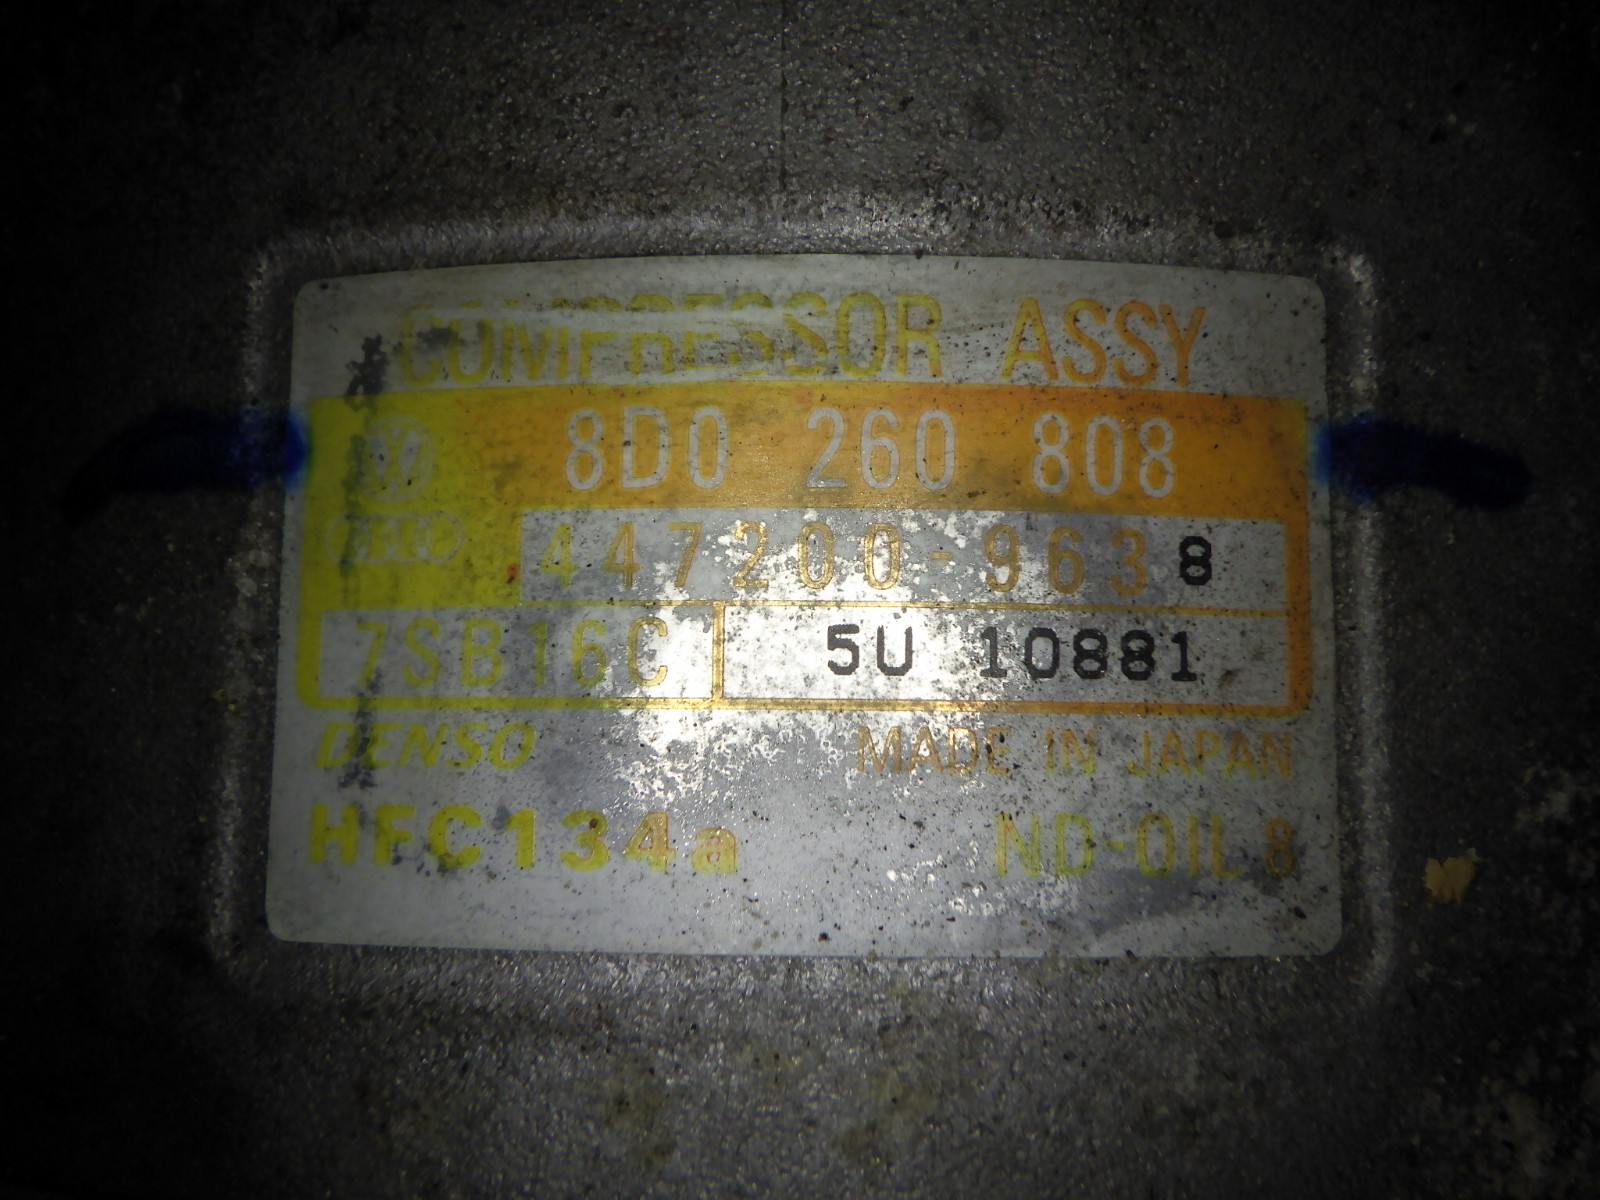 COMPRESSOR ASSY
8D0 260 808
447200-9638
7SB16C 5U 10881
DENSO MADE IN JAPAN
HFC134a ND-OIL 8